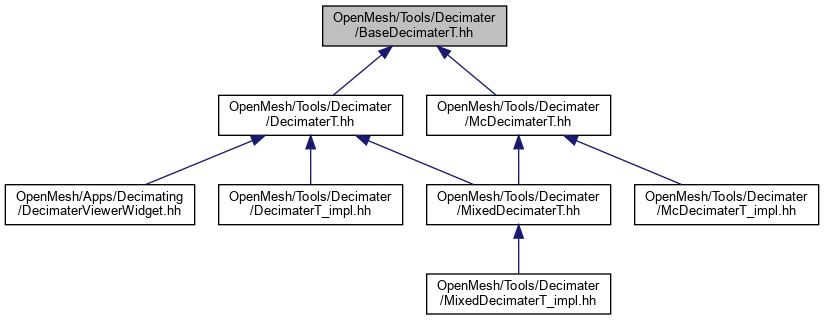 OpenMesh/Tools/Decimater
/BaseDecimaterT.hh
OpenMesh/Tools/Decimater
/DecimaterT.hh
OpenMesh/Tools/Decimater
/McDecimaterT.hh
OpenMesh/Apps/Decimating
/DecimaterViewerWidget.hh
OpenMesh/Tools/Decimater
/DecimaterT_impl.hh
OpenMesh/Tools/Decimater
/MixedDecimaterT.hh
OpenMesh/Tools/Decimater
/McDecimaterT_impl.hh
OpenMesh/Tools/Decimater
/MixedDecimaterT_impl.hh